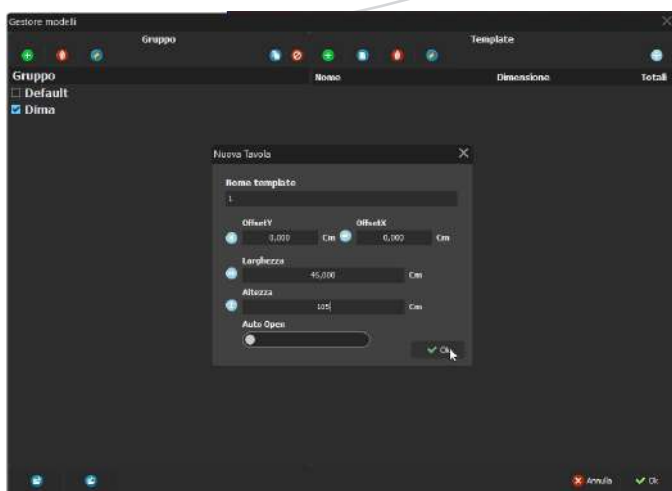 Gestore modelli
Gruppo
Template
Gruppo
Nome
Dimensione
Totali
Default
Dima
Nuova Tavola
Nome template
1
OffsetY
OffsetX
0,000 Cm
0,000 Cm
Larghezza
45,000 Cm
Altezza
105 Cm
Auto Open
Ok
Annulla
Ok